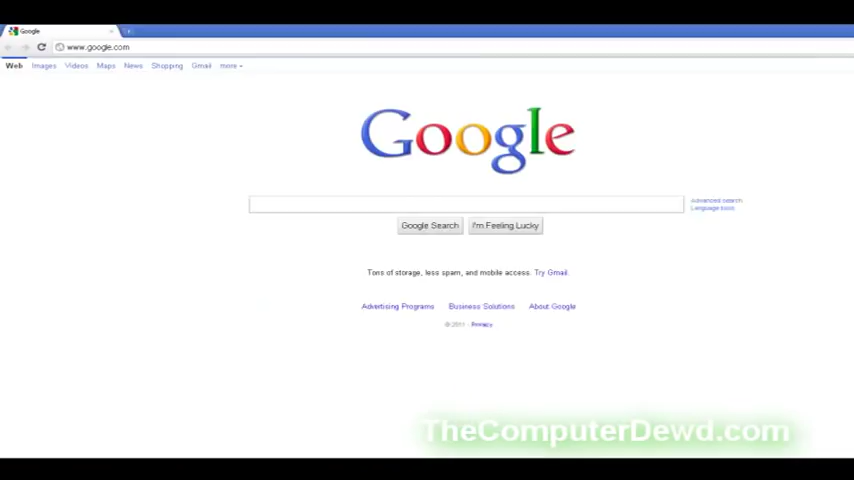 Google
www.google.com
Web Images Videos Maps News Shopping Gmail more
Google
Advanced search
Language tools
Google Search I'm Feeling Lucky
Tons of storage, less spam, and mobile access. Try Gmail.
Advertising Programs Business Solutions About Google
© 2011 - Privacy
TheComputerDewd.com